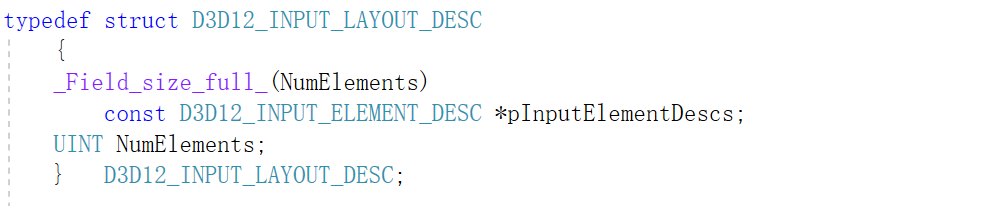 typedef struct D3D12_INPUT_LAYOUT_DESC
{
_Field_size_full_(NumElements)
const D3D12_INPUT_ELEMENT_DESC *pInputElementDescs;
UINT NumElements;
} D3D12_INPUT_LAYOUT_DESC;